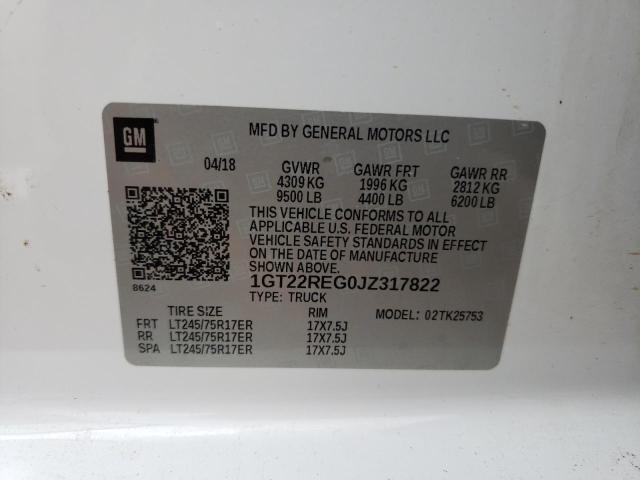 GM
MFD BY GENERAL MOTORS LLC
04/18 GVWR GAWR FRT GAWR RR
4309 KG 1996 KG 2812 KG
9500 LB 4400 LB 6200 LB
THIS VEHICLE CONFORMS TO ALL
APPLICABLE U.S. FEDERAL MOTOR
VEHICLE SAFETY STANDARDS IN EFFECT
ON THE DATE OF MANUFACTURE
SHOWN ABOVE.
8624
1GT22REG0JZ317822
TYPE: TRUCK
TIRE SIZE RIM MODEL: 02TK25753
FRT LT245/75R17ER 17X7.5J
RR LT245/75R17ER 17X7.5J
SPA LT245/75R17ER 17X7.5J